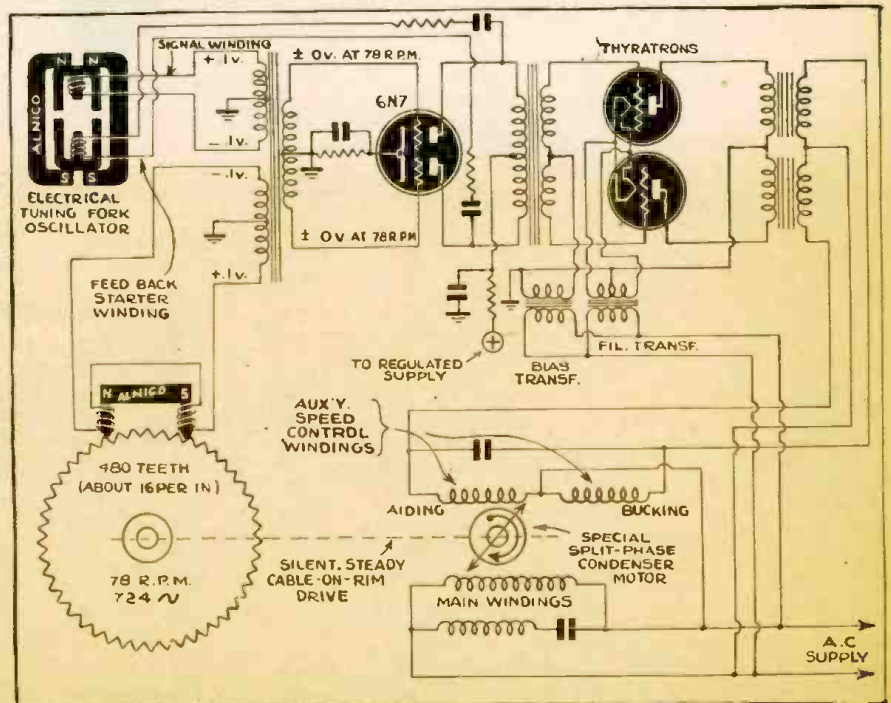 SIGNAL WINDING
+ .1v.
± 0v. AT 78 R.P.M.
THYRATRONS
N N
ALNICO
S S
6N7
- .1v.
- .1v.
ELECTRICAL
TUNING FORK
OSCILLATOR
± 0v. AT 78 R.P.M
FEED BACK
STARTER
WINDING
+.1v.
TO REGULATED
SUPPLY
BIAS
TRANSF.
FIL. TRANSF.
N ALNICO S
AUX'Y.
SPEED
CONTROL
WINDINGS
480 TEETH
(ABOUT 16 PER IN)
AIDING
BUCKING
SILENT, STEADY
CABLE-ON-RIM
DRIVE
SPECIAL
SPLIT-PHASE
CONDENSER
MOTOR
78 R.P.M.
724 ~
MAIN WINDINGS
A.C
SUPPLY